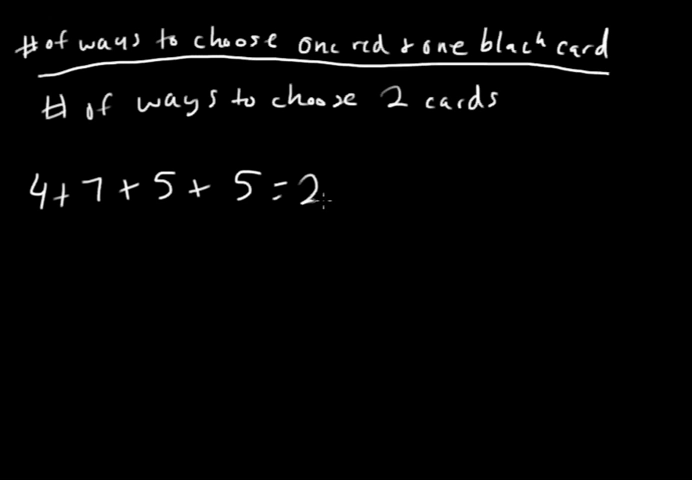 # of ways to choose one red & one black card
# of ways to choose 2 cards
4+7+5+5=2